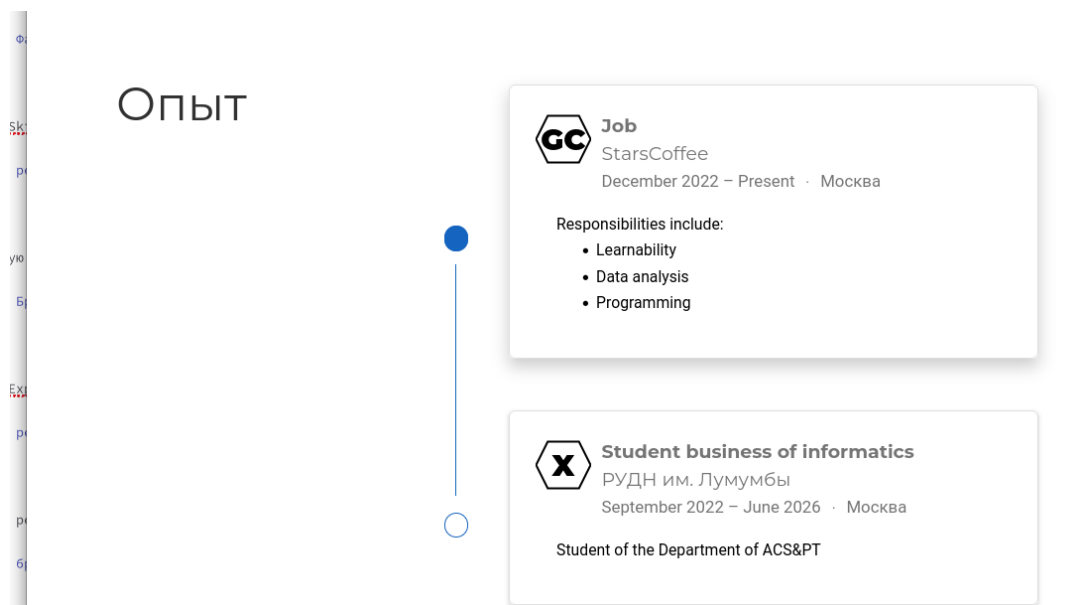 Опыт
GC
Job
StarsCoffee
December 2022 – Present · Москва
Responsibilities include:
• Learnability
• Data analysis
• Programming
X
Student business of informatics
РУДН им. Лумумбы
September 2022 – June 2026 · Москва
Student of the Department of ACS&PT